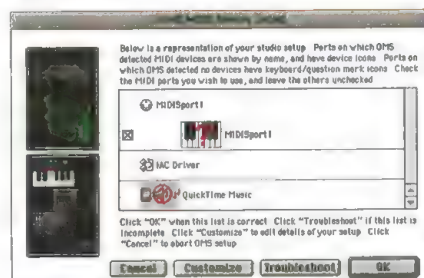 Below is a representation of your studio setup Ports on which OMS
detected MIDI devices are shown by name, and have device icons Ports on
which OMS detected no devices have keyboard/question mark icons Check
the MIDI ports you wish to use, and leave the others unchecked
MIDISport1
MIDISport1
IAC Driver
QuickTime Music
Click "OK" when this list is correct Click "Troubleshoot" if this list is
incomplete Click "Customize" to edit details of your setup Click
"Cancel" to abort OMS setup
Cancel Customize Troubleshoot OK